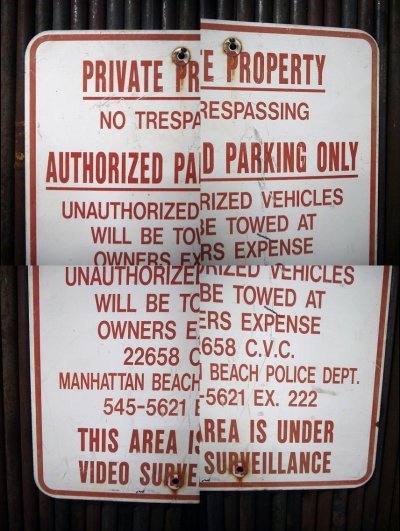 PRIVATE PR E PROPERTY
NO TRESPA RESPASSING
AUTHORIZED PA D PARKING ONLY
UNAUTHORIZED RIZED VEHICLES
WILL BE TO BE TOWED AT
OWNERS EX RS EXPENSE
UNAUTHORIZE RIZED VEHICLES
WILL BE TO BE TOWED AT
OWNERS E RS EXPENSE
22658 C 658 C.V.C.
MANHATTAN BEACH BEACH POLICE DEPT.
545-5621 E -5621 EX. 222
THIS AREA IS REA IS UNDER
VIDEO SURVE SURVEILLANCE